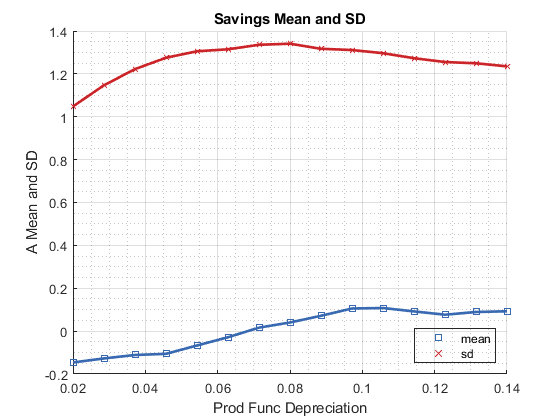 Savings Mean and SD
1.4
1.2
1
0.8
0.6
0.4
0.2
0
-0.2
A Mean and SD
mean
sd
0.02 0.04 0.06 0.08 0.1 0.12 0.14
Prod Func Depreciation